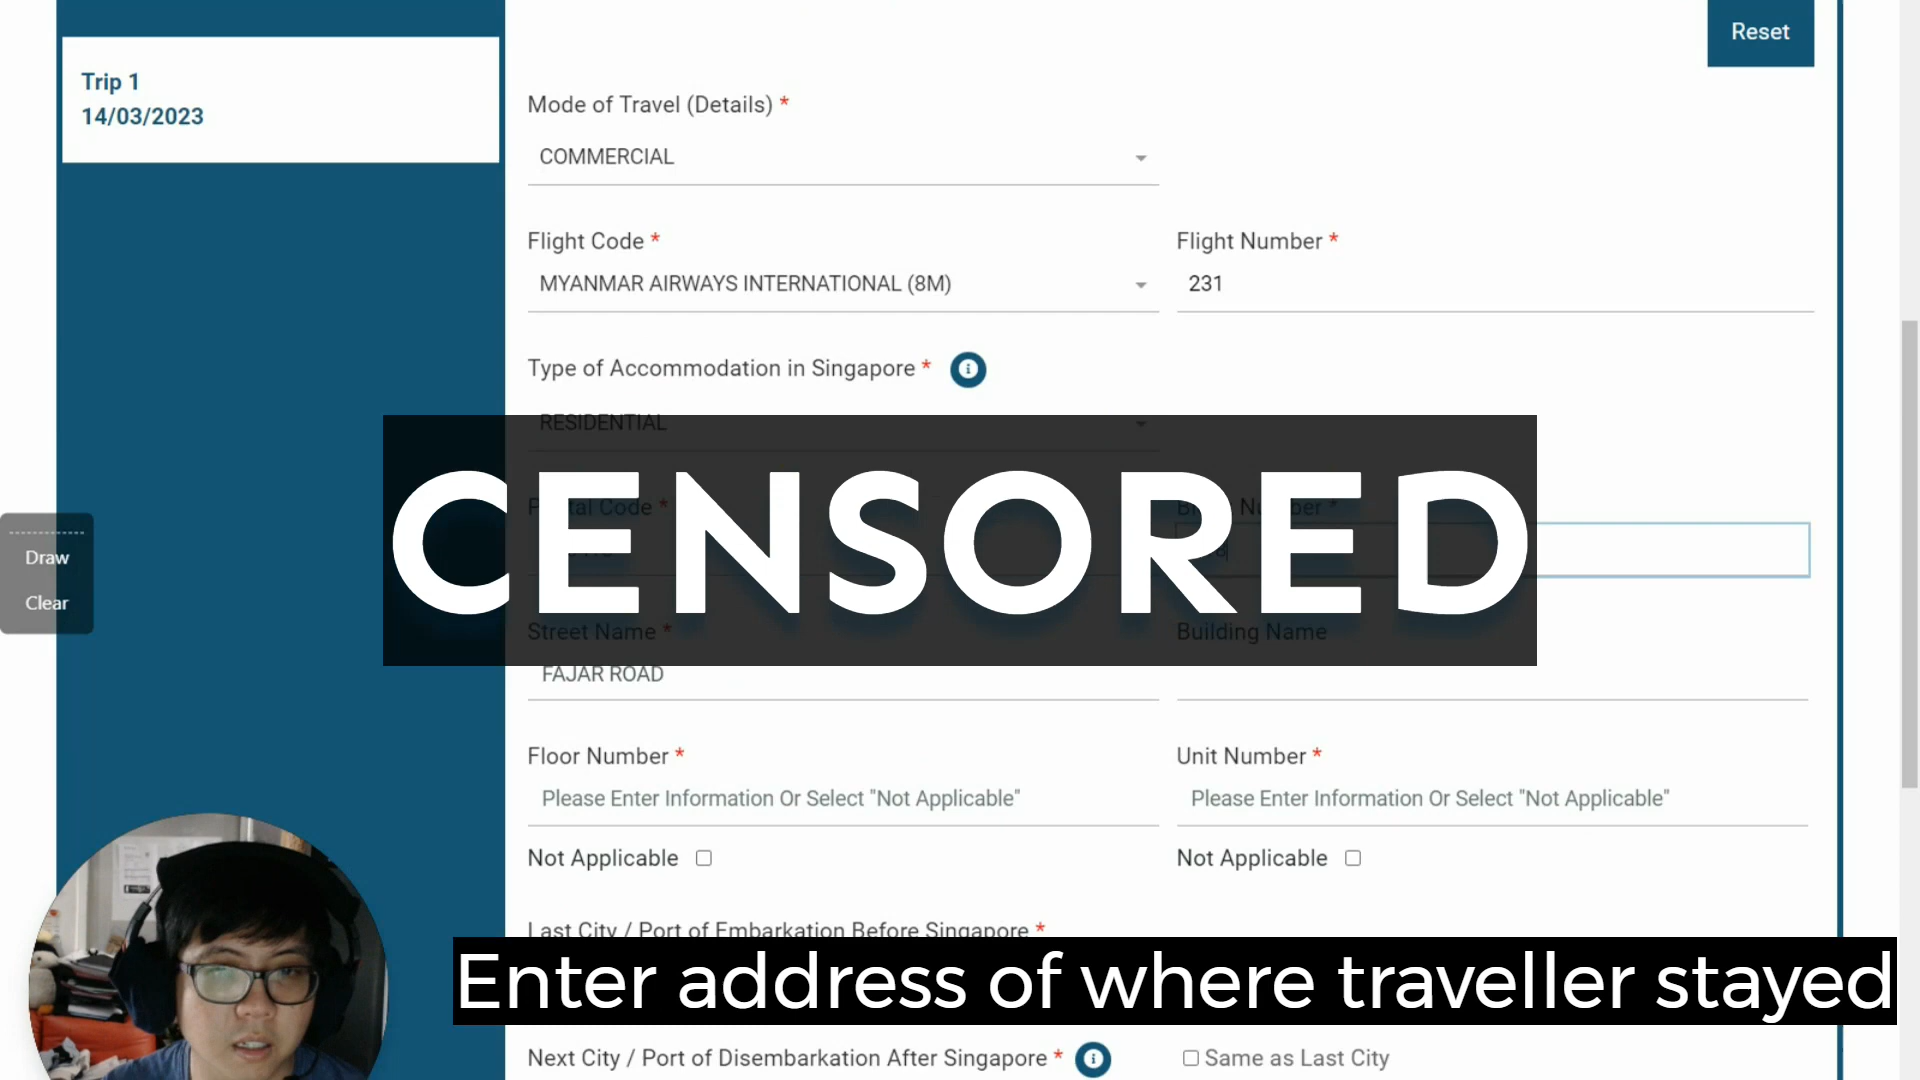 Reset
Trip 1
14/03/2023
Mode of Travel (Details) *
COMMERCIAL
Flight Code *
Flight Number *
MYANMAR AIRWAYS INTERNATIONAL (8M)
231
Type of Accommodation in Singapore *
RESIDENTIAL
CENSORED
Draw
Clear
Street Name *
Building Name
FAJAR ROAD
Floor Number *
Unit Number *
Please Enter Information Or Select "Not Applicable"
Please Enter Information Or Select "Not Applicable"
Not Applicable
Not Applicable
Last City / Port of Embarkation Before Singapore *
Enter address of where traveller stayed
Next City / Port of Disembarkation After Singapore *
Same as Last City